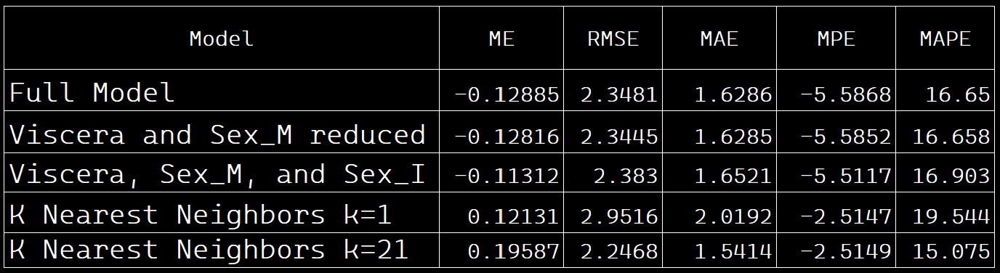 Model ME RMSE MAE MPE MAPE
Full Model -0.12885 2.3481 1.6286 -5.5868 16.65
Viscera and Sex_M reduced -0.12816 2.3445 1.6285 -5.5852 16.658
Viscera, Sex_M, and Sex_I -0.11312 2.383 1.6521 -5.5117 16.903
K Nearest Neighbors k=1 0.12131 2.9516 2.0192 -2.5147 19.544
K Nearest Neighbors k=21 0.19587 2.2468 1.5414 -2.5149 15.075